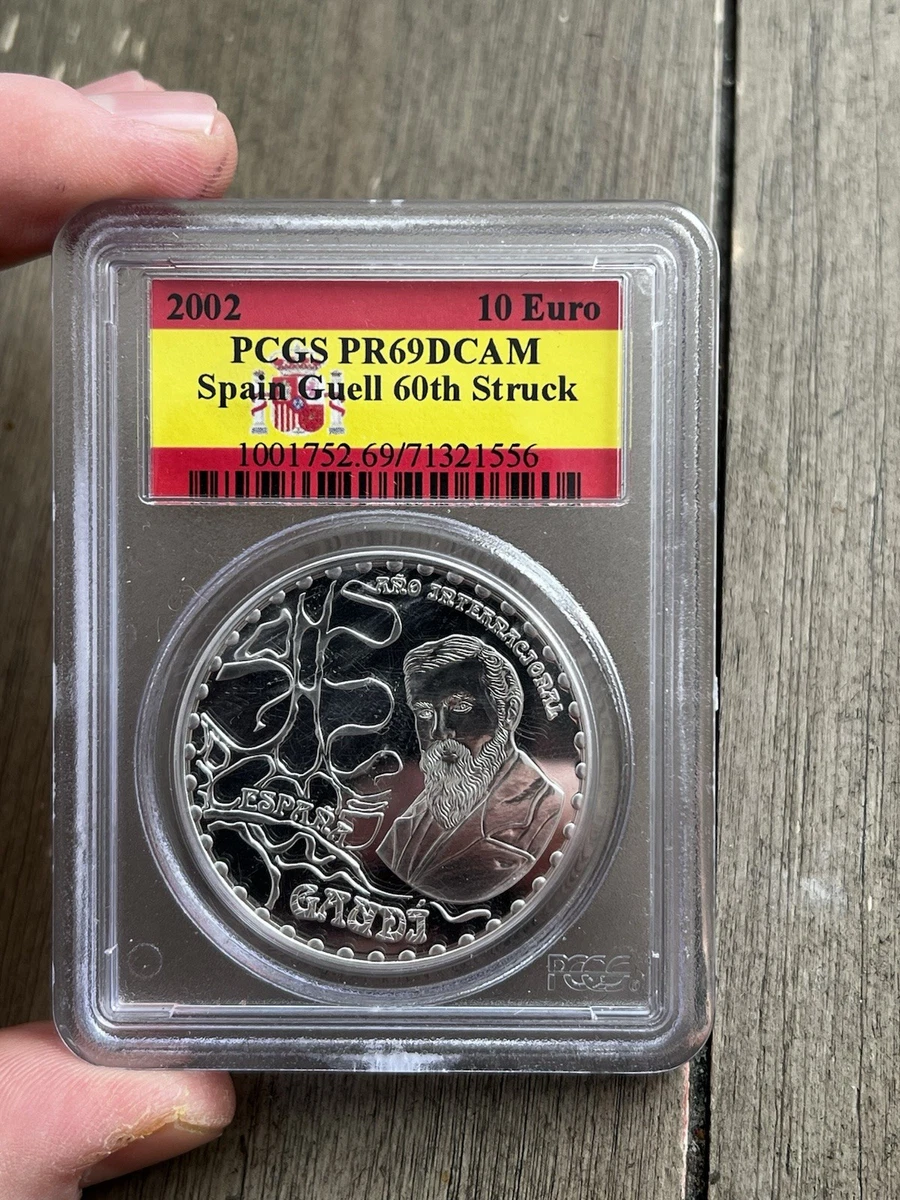 2002 10 Euro
PCGS PR69DCAM
Spain Guell 60th Struck
1001752.69/71321556
AÑO INTERNACIONAL
ESPAÑA
GAUDÍ
PCGS